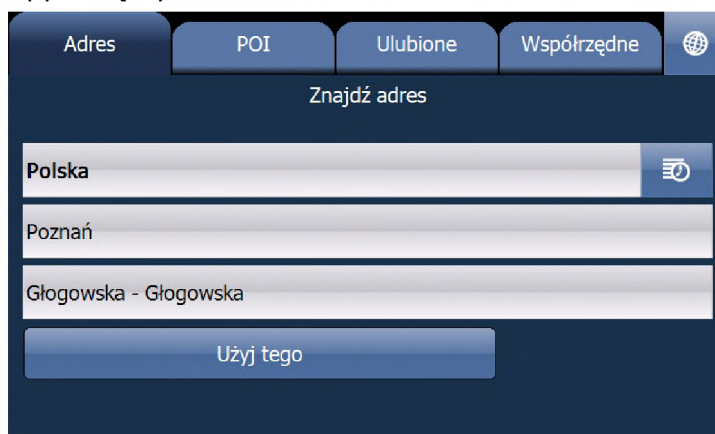 Adres POI Ulubione Współrzędne
Znajdź adres
Polska
Poznań
Głogowska - Głogowska
Użyj tego